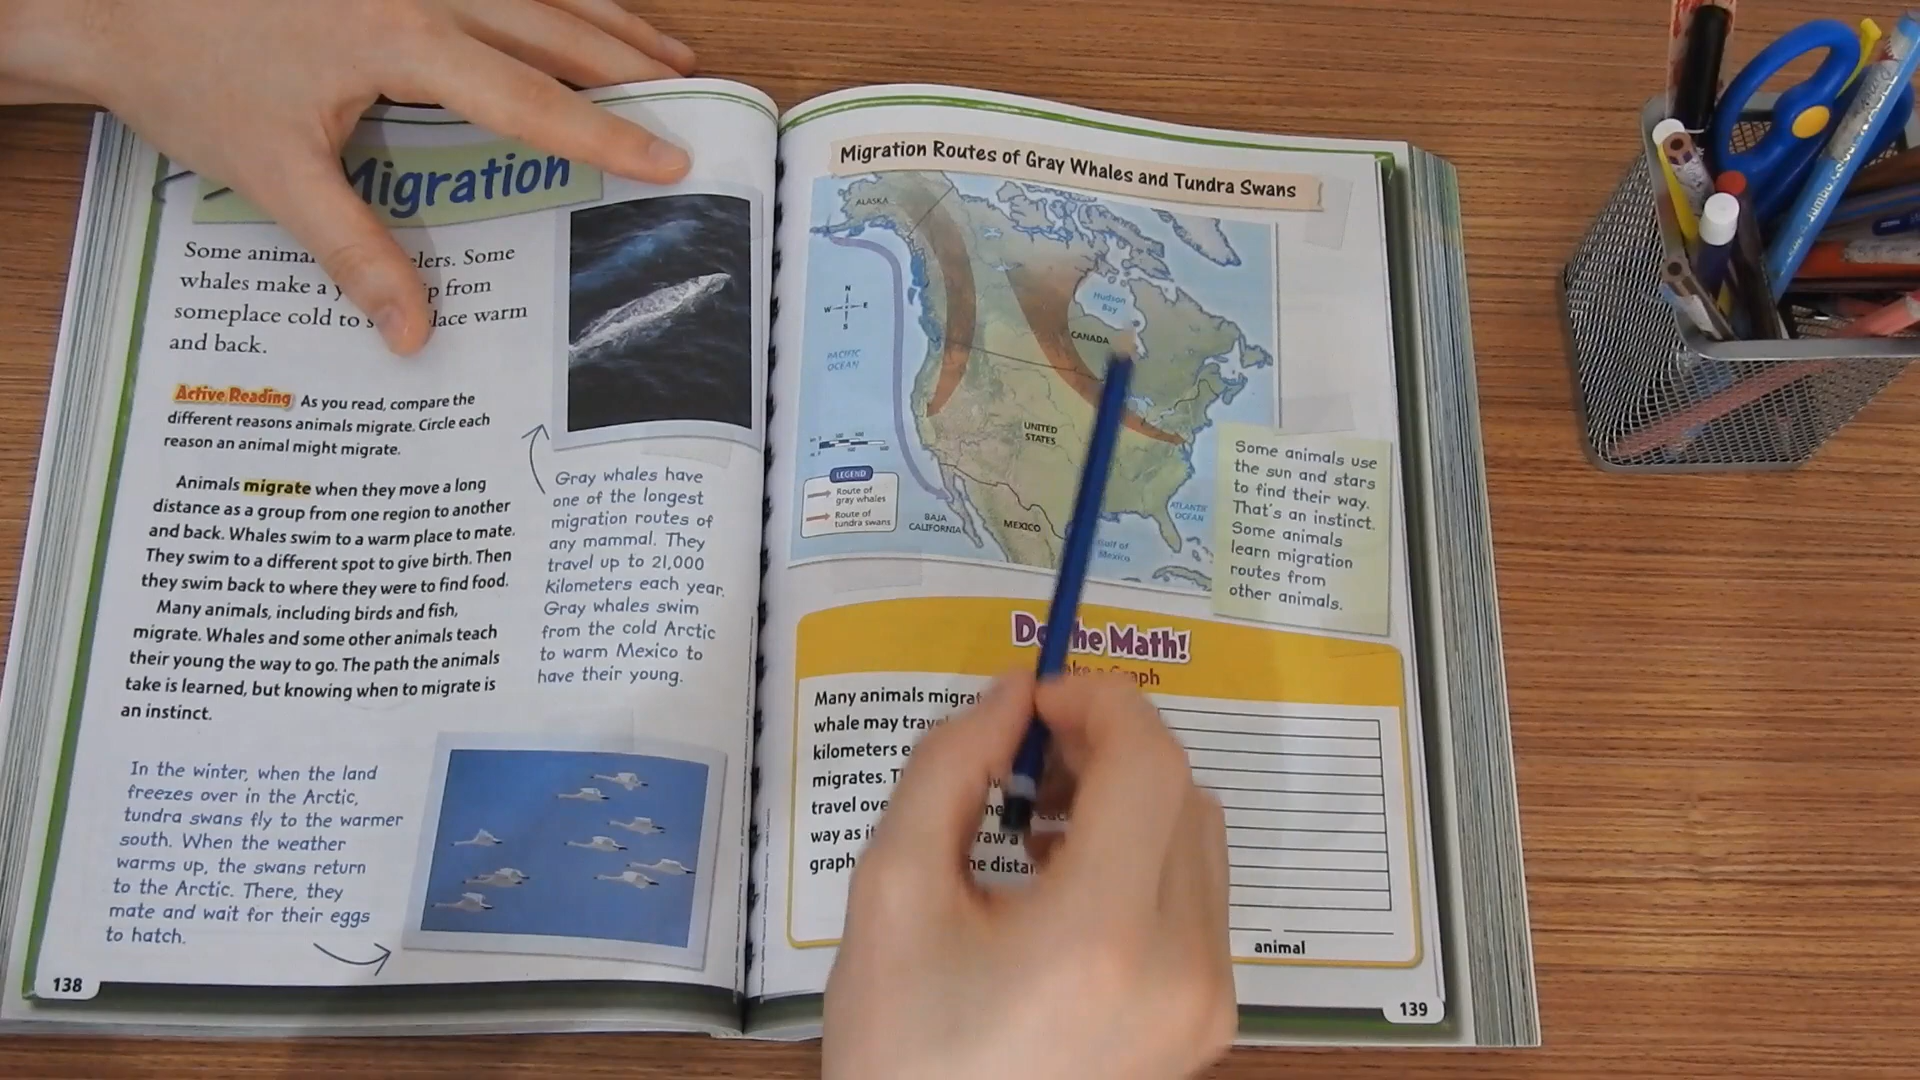 Migration
Some elers. Some
whales make a from
someplace cold to warm
and back.
Active Reading As you read, compare the
different reasons animals migrate. Circle each
reason an animal might migrate.
Animals migrate when they move a long
distance as a group from one region to another
and back. Whales swim to a warm place to mate.
They swim to a different spot to give birth. Then
they swim back to where they were to find food.
Many animals, including birds and fish,
migrate. Whales and some other animals teach
their young the way to go. The path the animals
take is learned, but knowing when to migrate is
an instinct.
Gray whales have
one of the longest
migration routes of
any mammal. They
travel up to 21,000
kilometers each year.
Gray whales swim
from the cold Arctic
to warm Mexico to
have their young.
In the winter, when the land
freezes over in the Arctic,
tundra swans fly to the warmer
south. When the weather
warms up, the swans return
to the Arctic. There, they
mate and wait for their eggs
to hatch.
138
Migration Routes of Gray Whales and Tundra Swans
ALASKA
N
W E
S
PACIFIC
OCEAN
Hudson
Bay
CANADA
UNITED
STATES
LEGEND
Route of
gray whales
Route of
tundra swans
BAJA
CALIFORNIA
MEXICO
Gulf of
Mexico
ATLANTIC
OCEAN
Some animals use
the sun and stars
to find their way.
That's an instinct.
Some animals
learn migration
routes from
other animals.
Do the Math!
Graph
Many animals
whale may
kilometers
migrates.
travel
way as
graph
animal
139